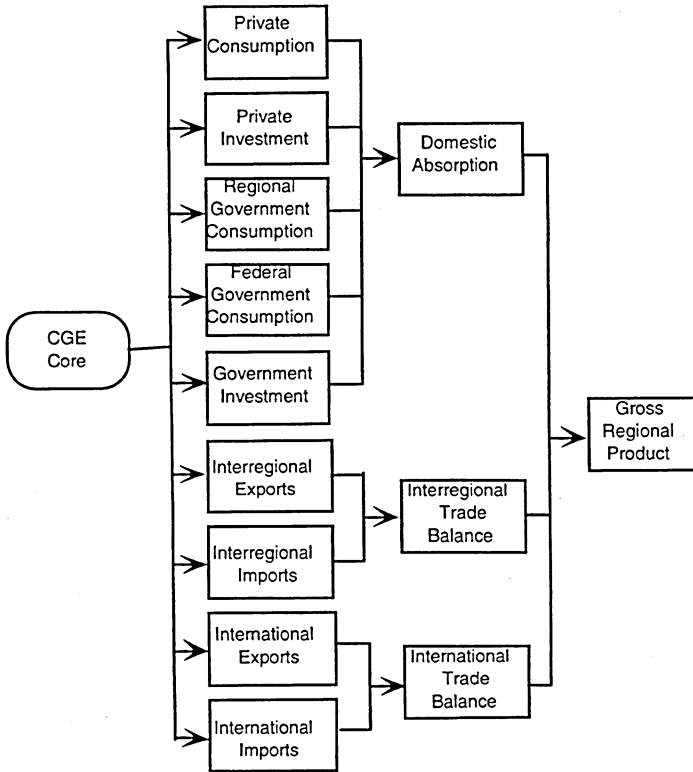 Private
Consumption
Private
Investment
Regional
Government
Consumption
Federal
Government
Consumption
Government
Investment
Interregional
Exports
Interregional
Imports
International
Exports
International
Imports
CGE
Core
Domestic
Absorption
Interregional
Trade
Balance
International
Trade
Balance
Gross
Regional
Product